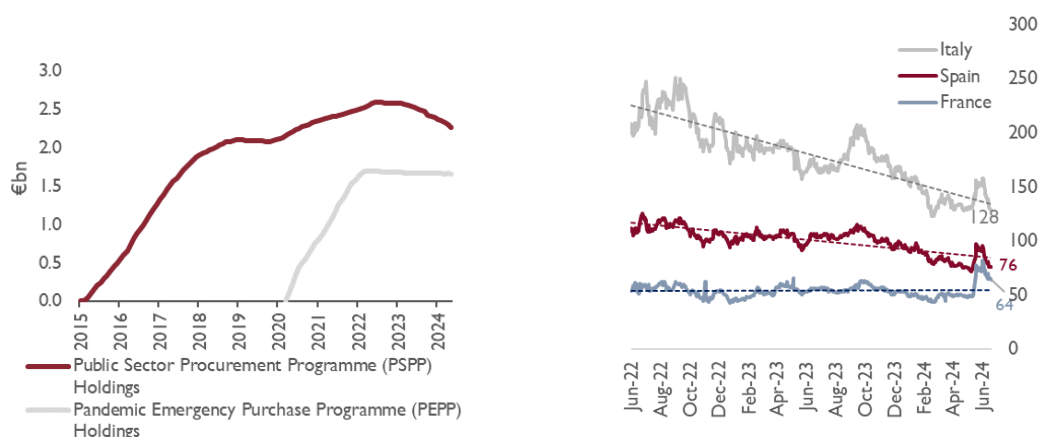 3.0
2.5
2.0
1.5
1.0
0.5
0.0
€bn
2015
2016
2017
2018
2019
2020
2021
2022
2023
2024
Public Sector Procurement Programme (PSPP)
Holdings
Pandemic Emergency Purchase Programme (PEPP)
Holdings
Italy
Spain
France
300
250
200
150
100
50
0
128
76
64
Jun-22
Aug-22
Oct-22
Dec-22
Feb-23
Apr-23
Jun-23
Aug-23
Oct-23
Dec-23
Feb-24
Apr-24
Jun-24